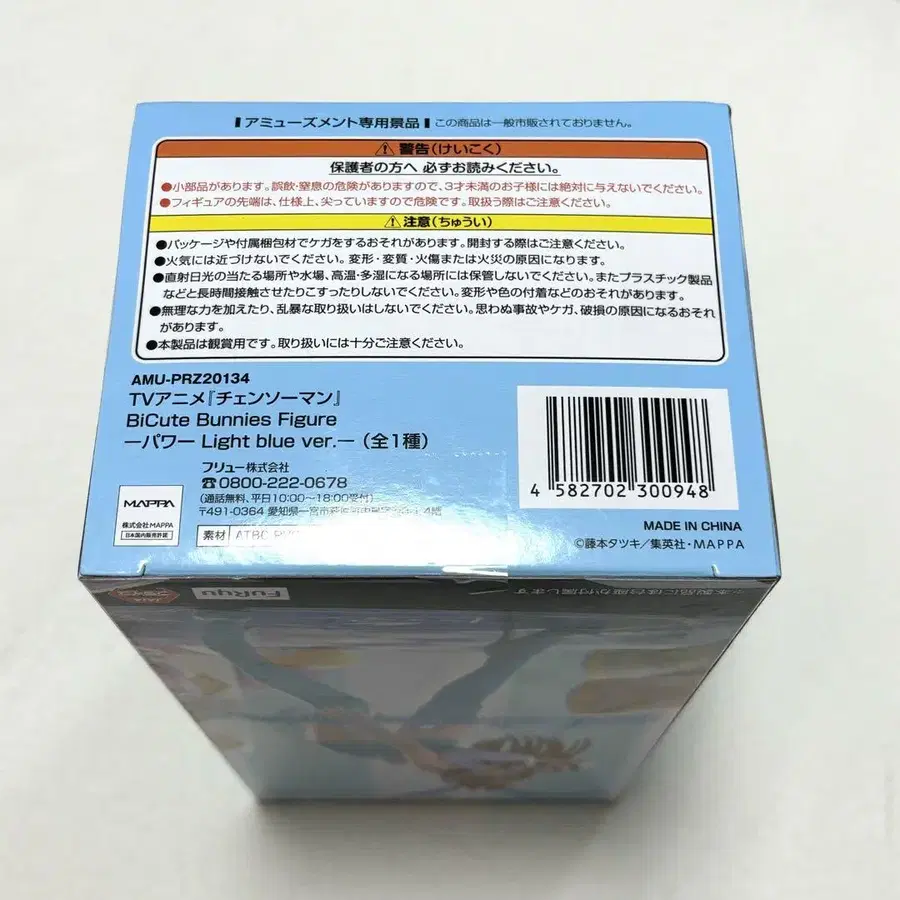 アミューズメント専用景品 この商品は一般市販されておりません。
⚠警告(けいこく)
保護者の方へ 必ずお読みください。
●小部品があります。誤飲・窒息の危険がありますので、3才未満のお子様には絶対に与えないでください。
●フィギュアの先端は、仕様上、尖っていますので危険です。取扱う際はご注意ください。
⚠注意(ちゅうい)
●パッケージや付属梱包材でケガをするおそれがあります。開封する際はご注意ください。
●火気には近づけないでください。変形・変質・火傷または火災の原因になります。
●直射日光の当たる場所や水場、高温・多湿になる場所には保管しないでください。またプラスチック製品
などと長時間接触させたりこすったりしないでください。変形や色の付着などのおそれがあります。
●無理な力を加えたり、乱暴な取り扱いはしないでください。思わぬ事故やケガ、破損の原因になるおそれ
があります。
●本製品は観賞用です。取り扱いには十分ご注意ください。
AMU-PRZ20134
TVアニメ『チェンソーマン』
BiCute Bunnies Figure
ーパワー Light blue ver.ー(全1種)
フリュー株式会社
☎0800-222-0678
(通話無料、平日10:00~18:00受付)
〒491-0364 愛知県一宮市萩原町
4階
素材 ATBC
MAPPA
株式会社MAPPA
日本国内販売許諾
4 582702 300948
MADE IN CHINA
©藤本タツキ/集英社・MAPPA
FuRyu
※本製品には台座が付属します